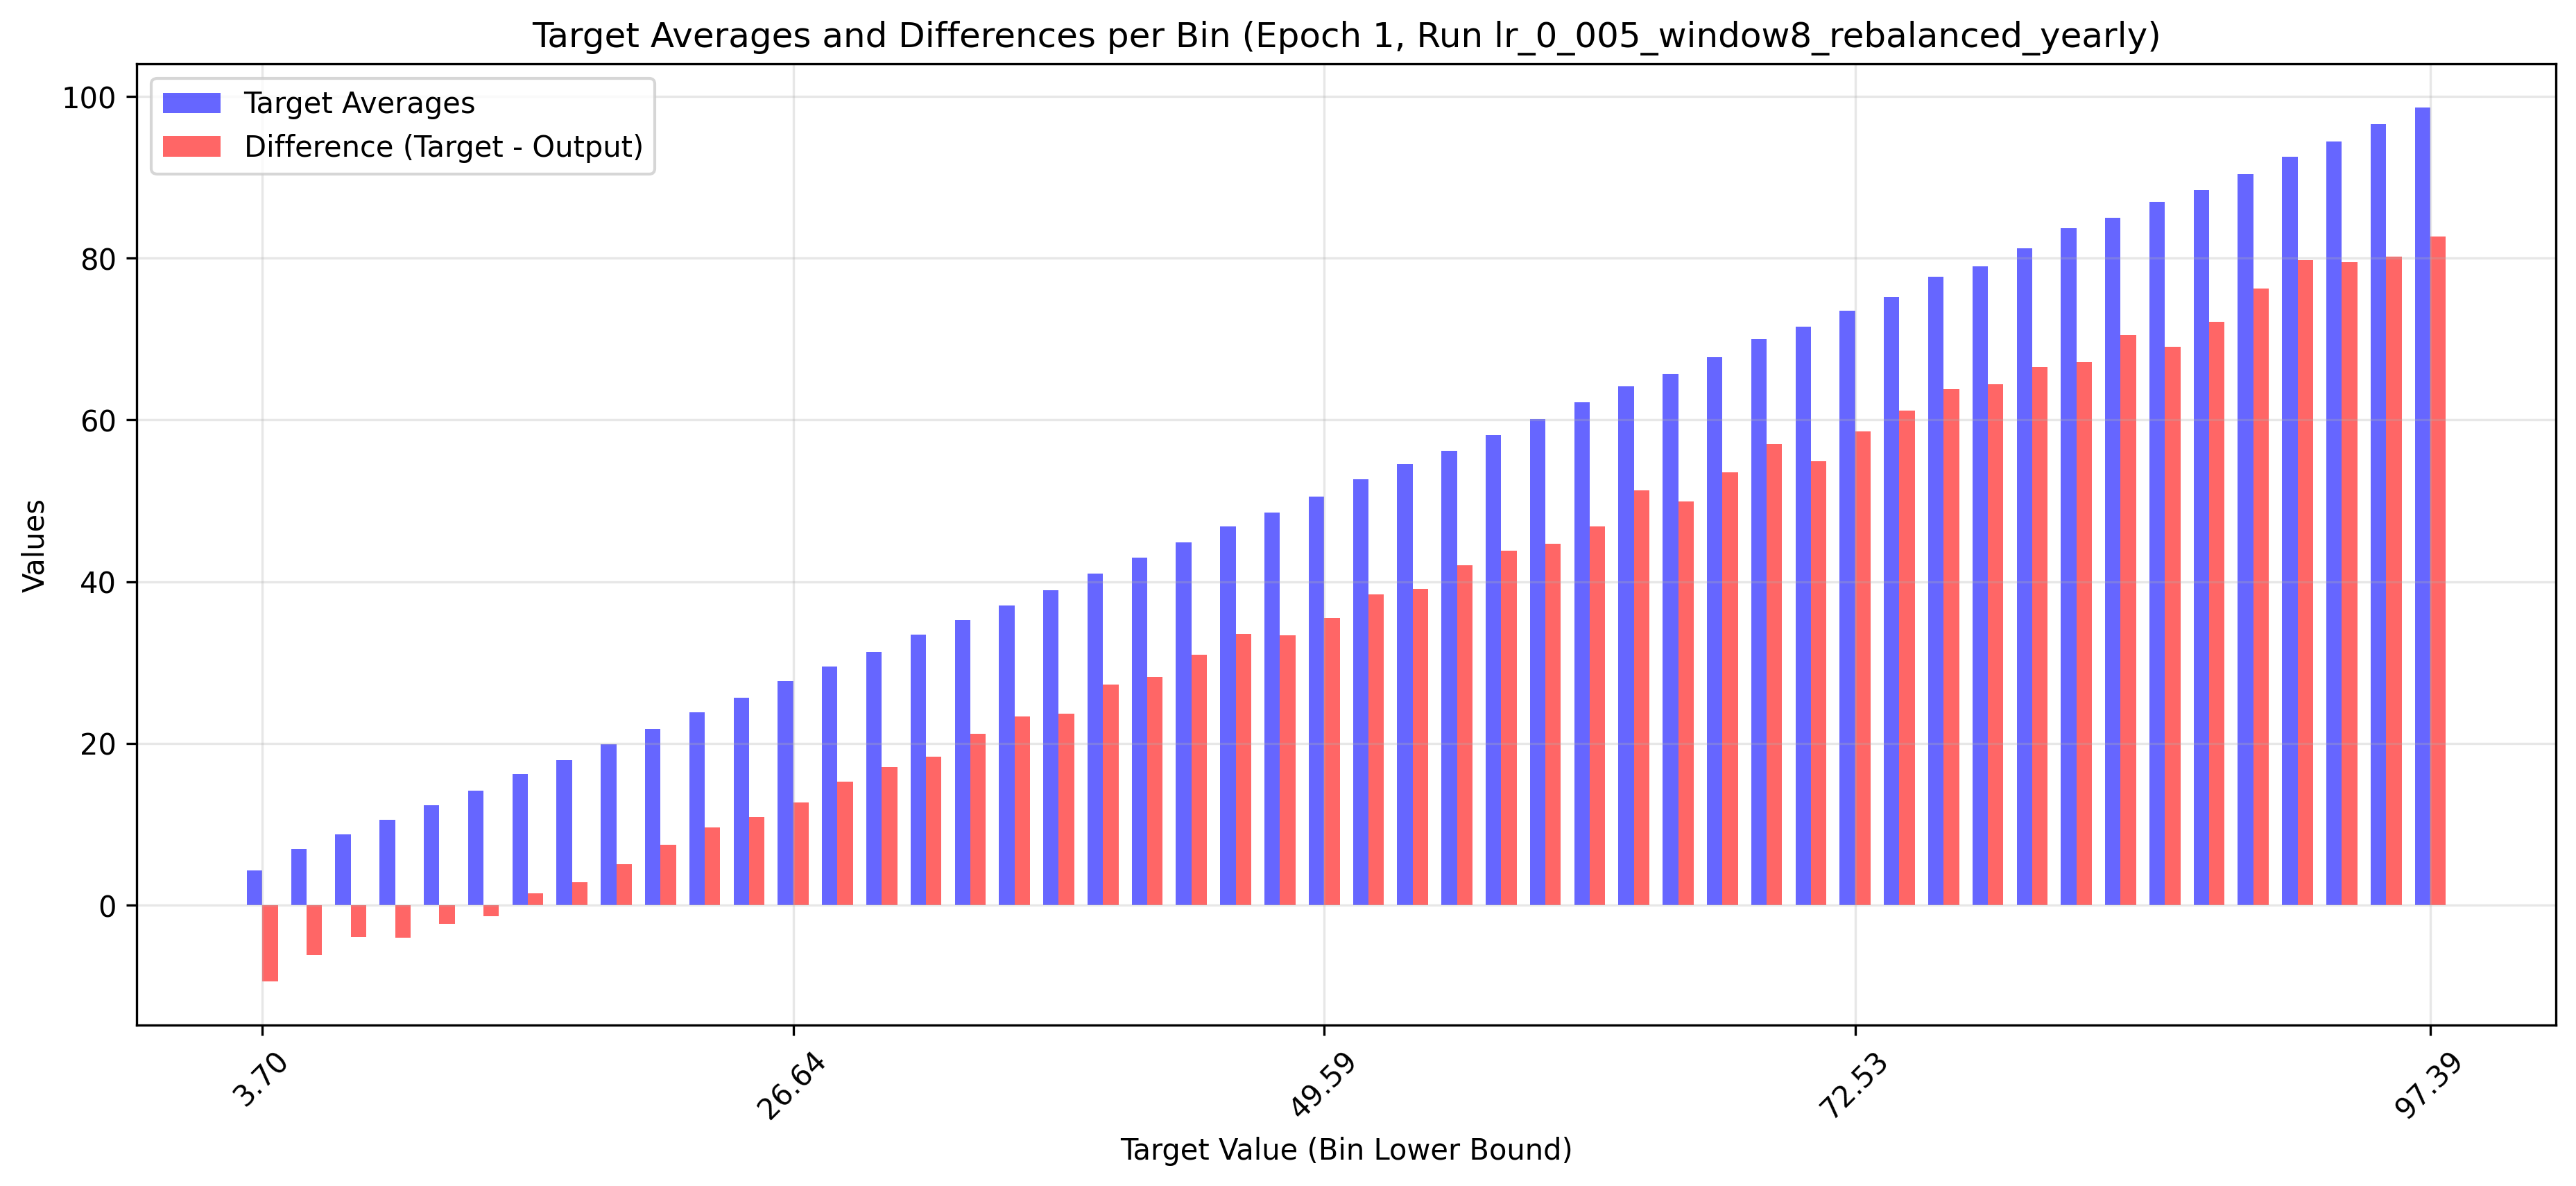 Target Averages and Differences per Bin (Epoch 1, Run lr_0_005_window8_rebalanced_yearly)
Target Averages
Difference (Target - Output)
100
80
60
40
20
0
Values
3.70
26.64
49.59
72.53
97.39
Target Value (Bin Lower Bound)